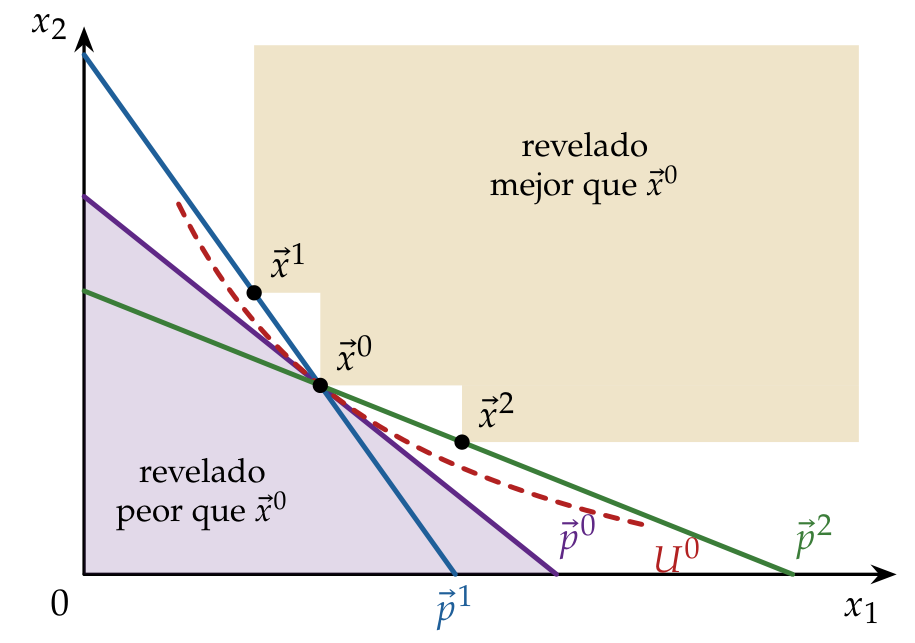 x₂
revelado
mejor que x⃗⁰
x⃗¹
x⃗⁰
x⃗²
revelado
peor que x⃗⁰
p⃗⁰
U⁰
p⃗²
0
p⃗¹
x₁